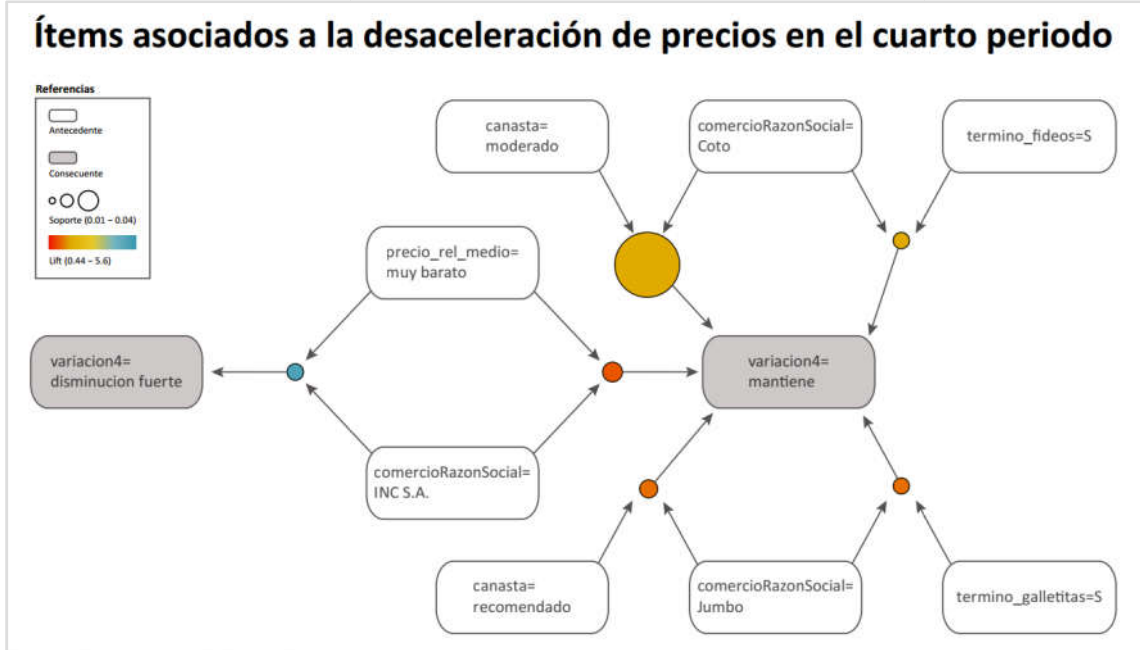 Ítems asociados a la desaceleración de precios en el cuarto periodo
Referencias
Antecedente
Consecuente
Soporte (0.01 – 0.04)
Lift (0.44 – 5.6)
canasta=
moderado
comercioRazonSocial=
Coto
termino_fideos=S
precio_rel_medio=
muy barato
variacion4=
disminucion fuerte
variacion4=
mantiene
comercioRazonSocial=
INC S.A.
canasta=
recomendado
comercioRazonSocial=
Jumbo
termino_galletitas=S